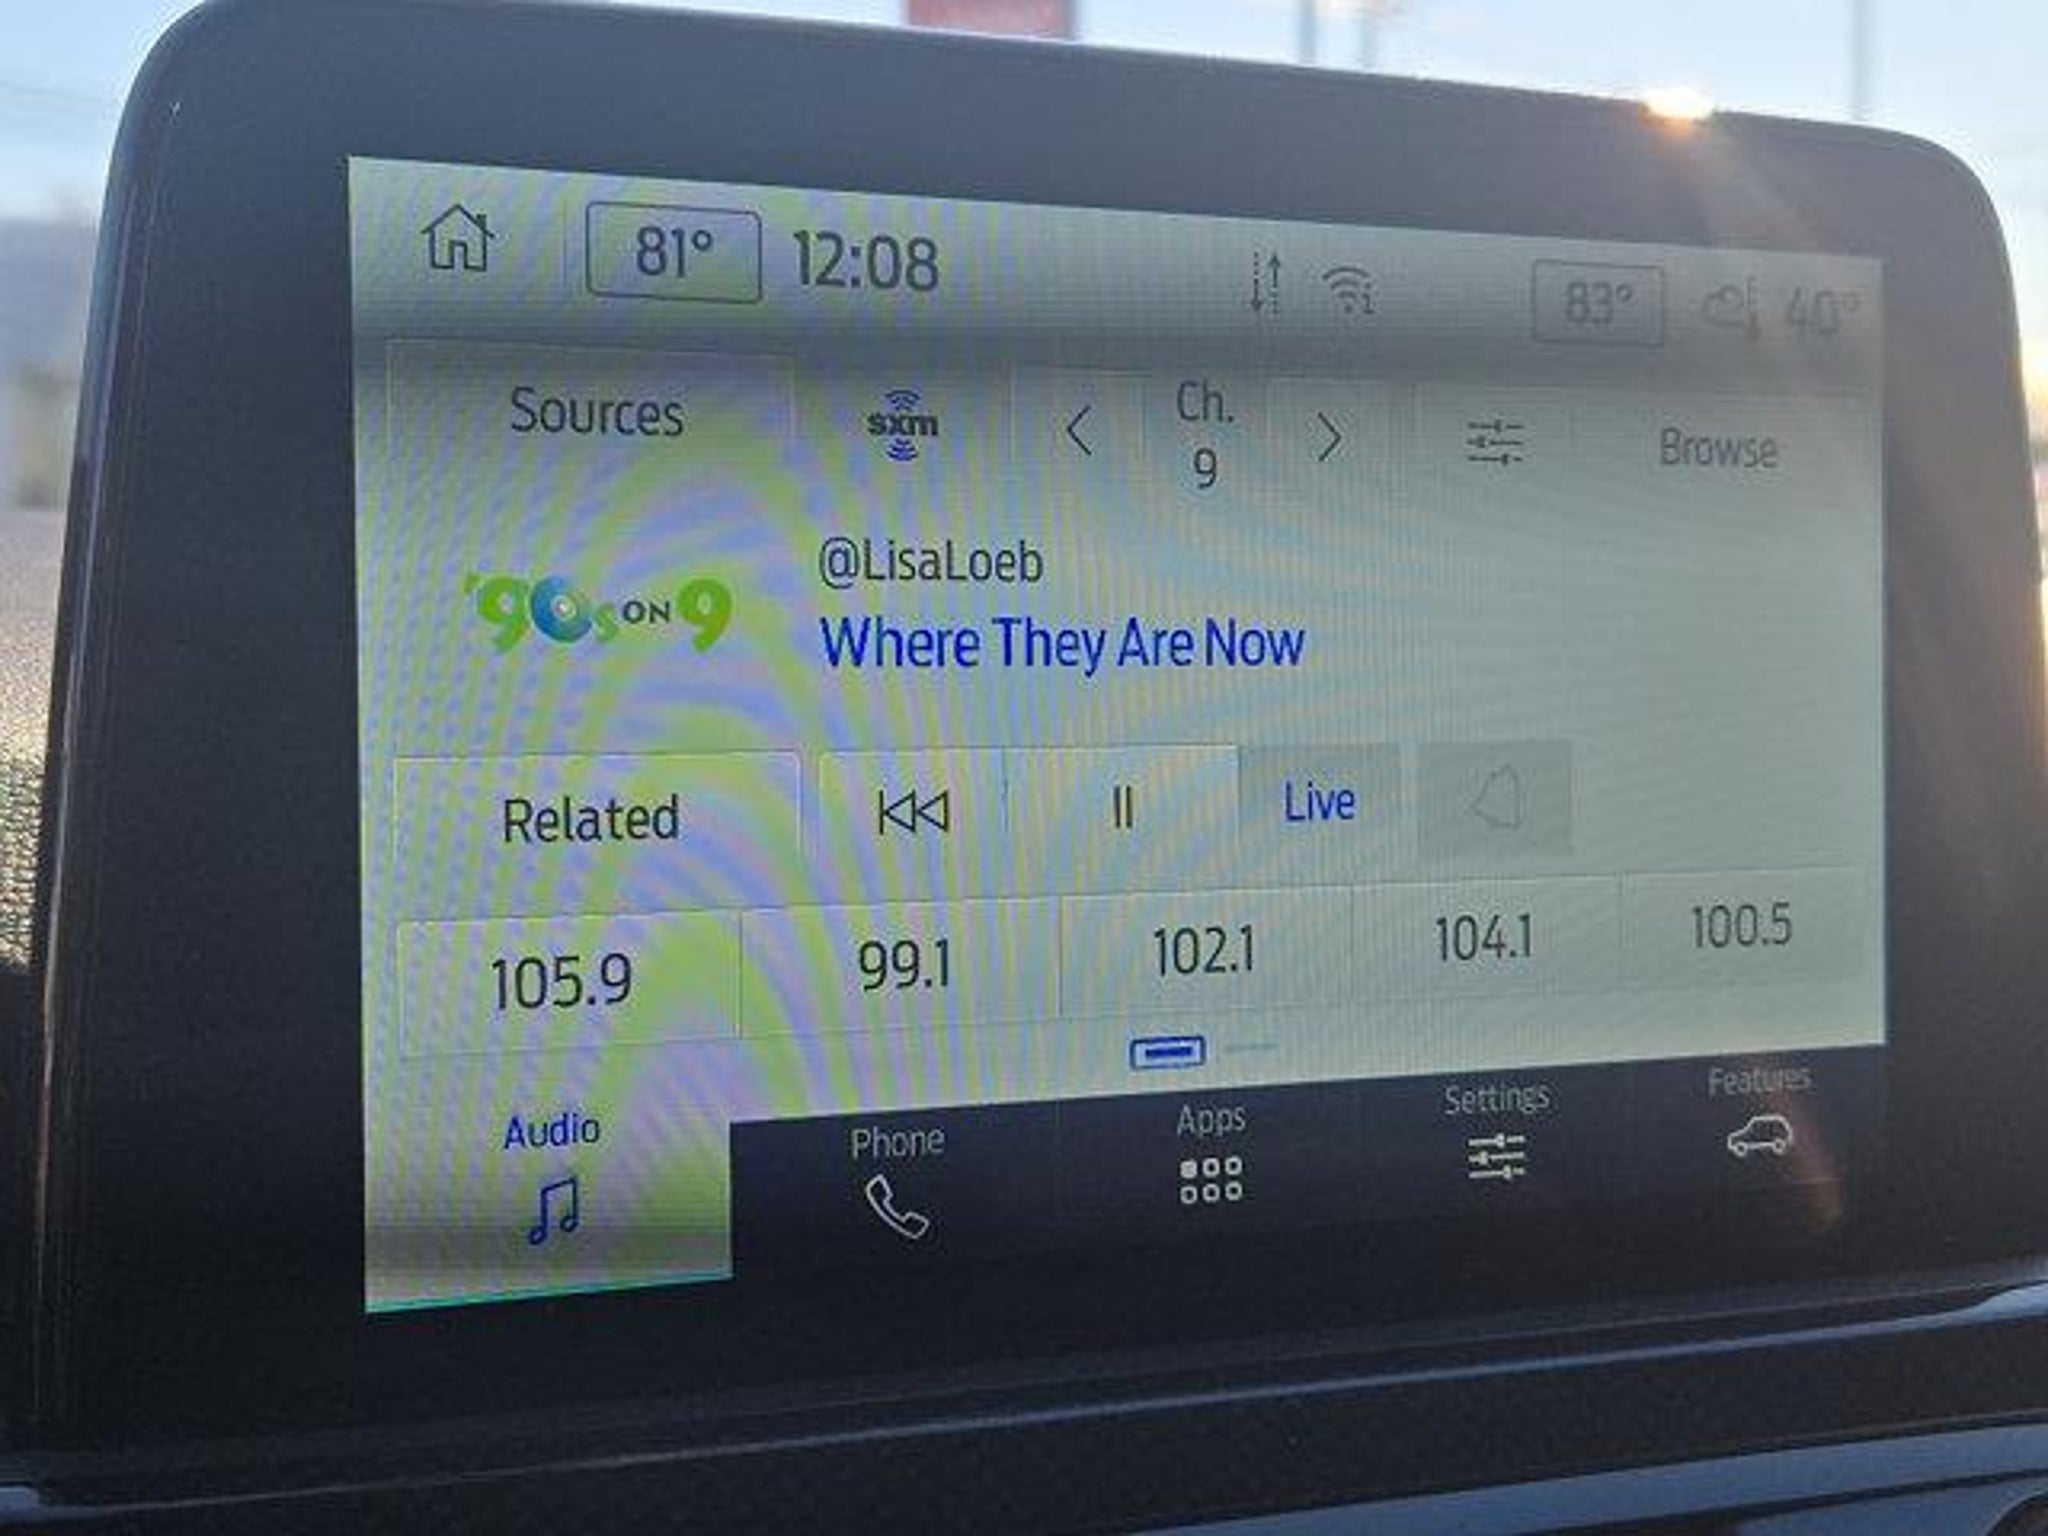 81° 12:08 83° 40°
Sources sxm Ch. 9 Browse
'90s ON 9
@LisaLoeb
Where They Are Now
Related Live
105.9 99.1 102.1 104.1 100.5
Audio Phone Apps Settings Features